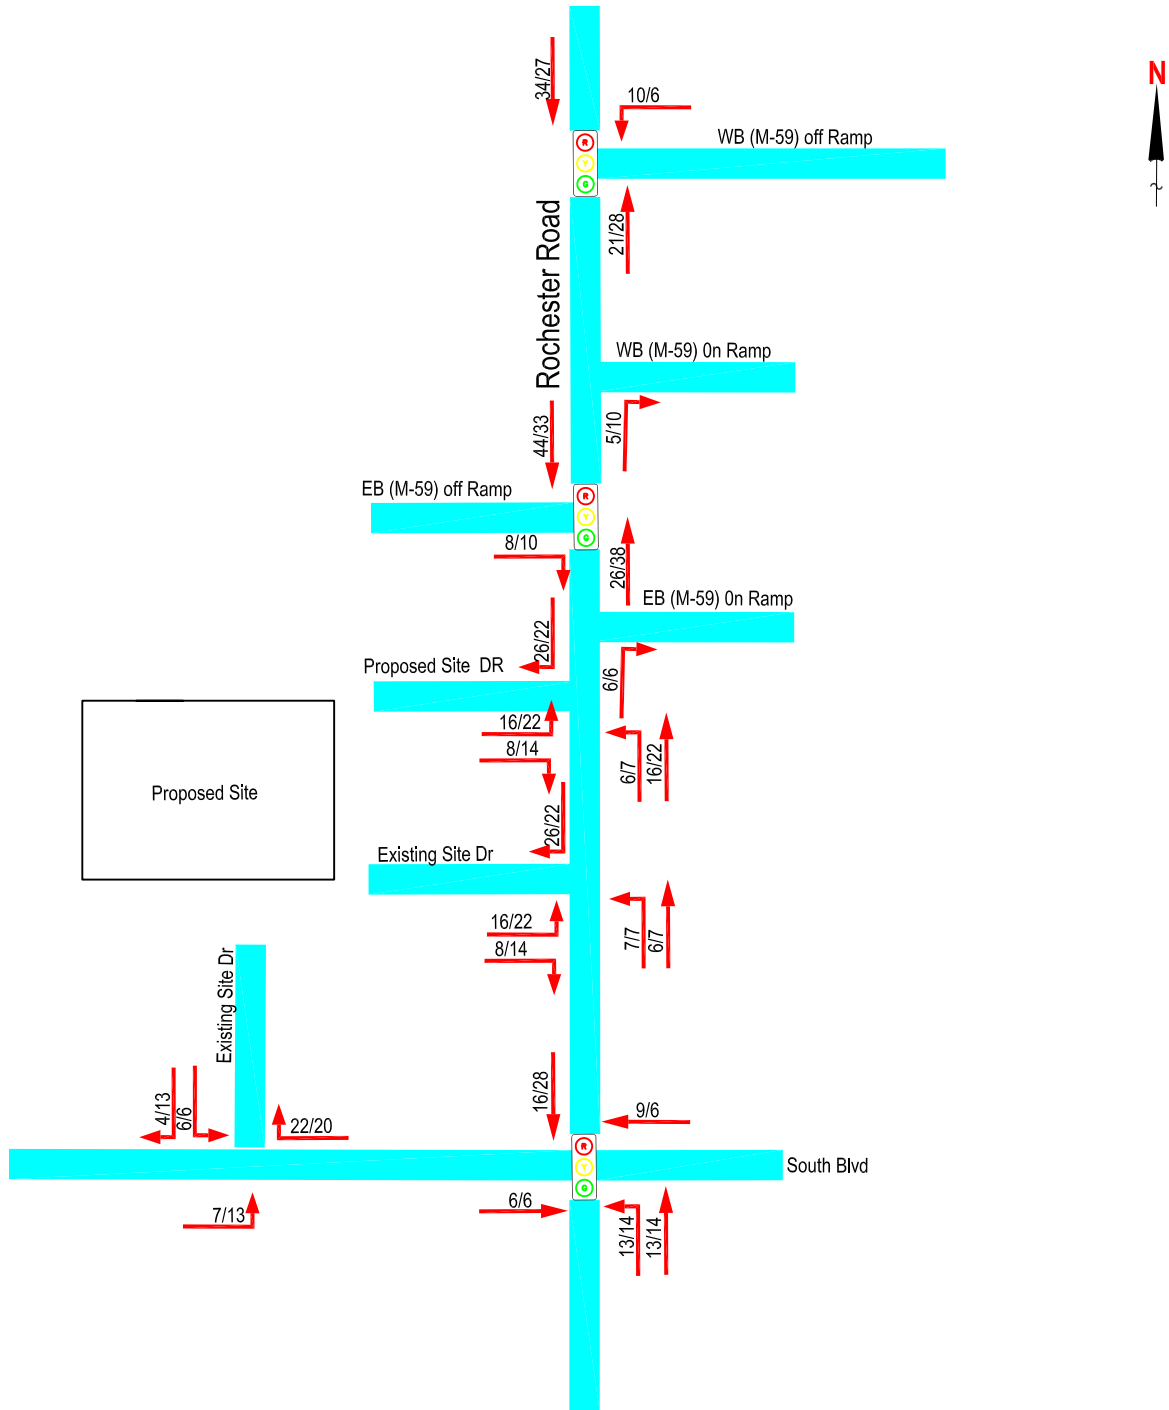 34/27
10/6
N
WB (M-59) off Ramp
R
Y
G
21/28
Rochester Road
WB (M-59) 0n Ramp
5/10
44/33
EB (M-59) off Ramp
R
Y
G
8/10
26/38
EB (M-59) 0n Ramp
26/22
Proposed Site DR
6/6
16/22
8/14
6/7
16/22
Proposed Site
26/22
Existing Site Dr
16/22
8/14
7/7
6/7
Existing Site Dr
4/13
6/6
22/20
16/28
9/6
R
Y
G
South Blvd
7/13
6/6
13/14
13/14